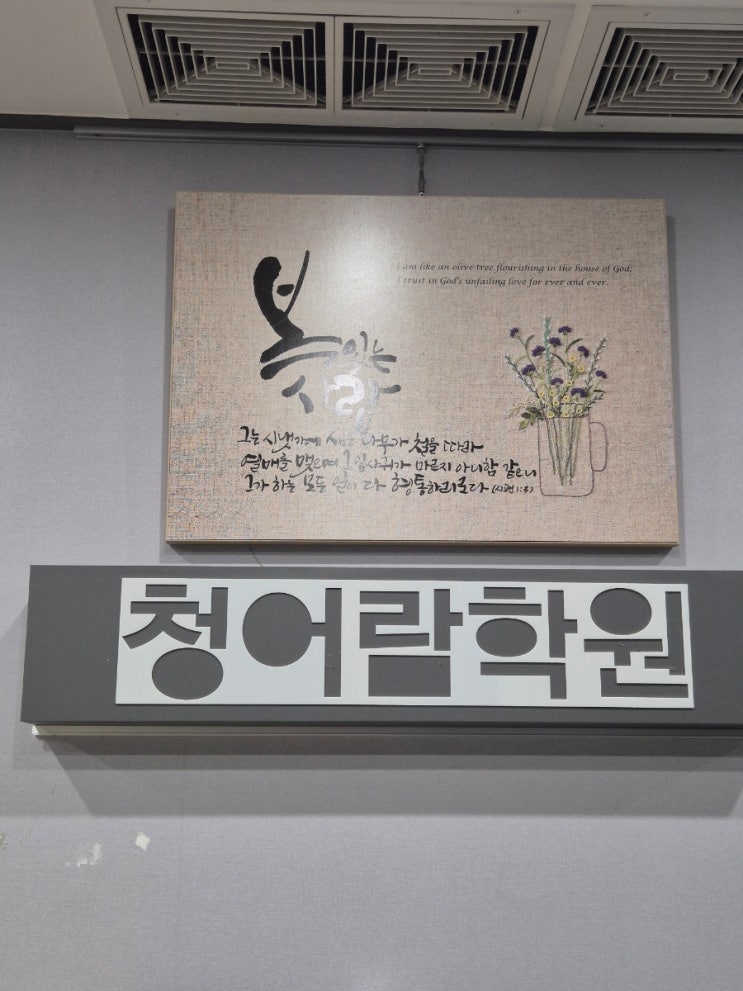 I am like an olive tree flourishing in the house of God,
I trust in God's unfailing love for ever and ever.
복있는
사람
그는 시냇가에 심은 나무가 철을 따라
열매를 맺으며 그 잎사귀가 마르지 아니함 같으니
그가 하는 모든 일이 다 형통하리로다 (시편 1:3)
청어람학원